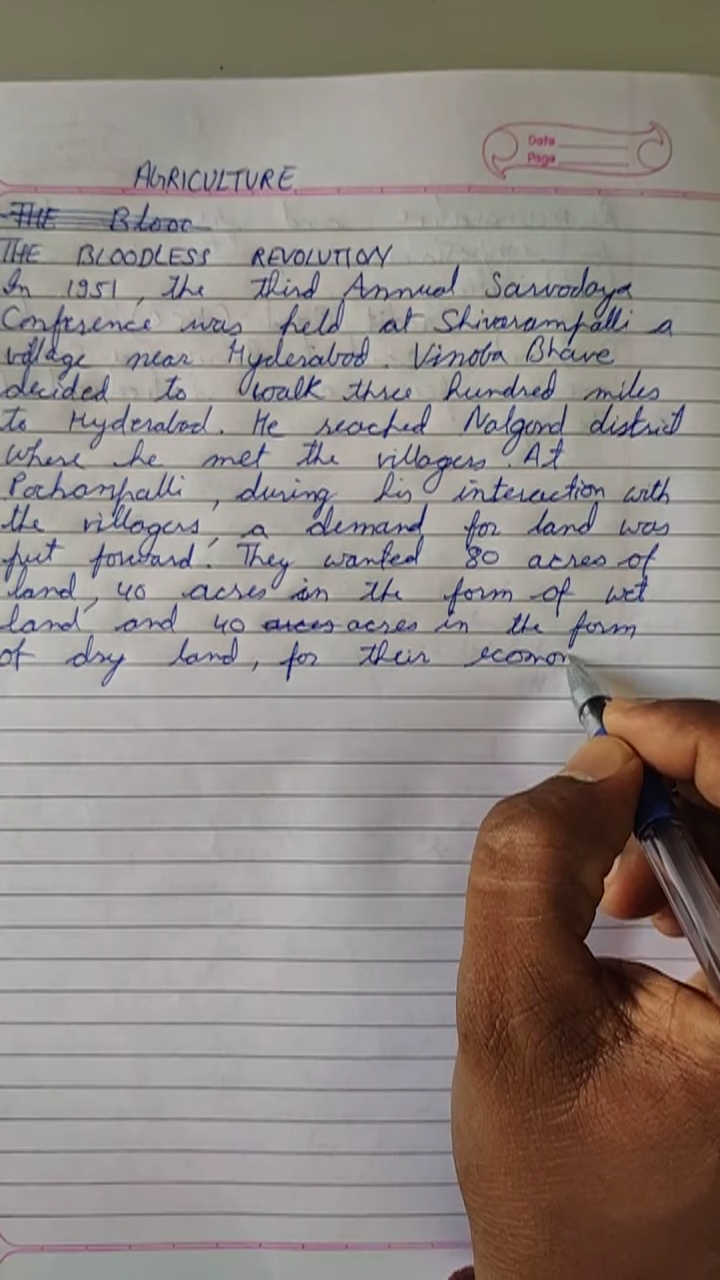 Date
Page
AGRICULTURE
THE Bloo
THE BLOODLESS REVOLUTION
In 1951, the third Annual Sarvodaya
Conference was held at Shivarampalli a
village near Hyderabad. Vinoba Bhave
decided to walk three hundred miles
to Hyderabad. He reached Nalgond district
where he met the villagers. At
Pochampalli, during his interaction with
the villagers, a demand for land was
put forward. They wanted 80 acres of
land, 40 acres in the form of wet
land and 40 acres acres in the form
of dry land, for their econom